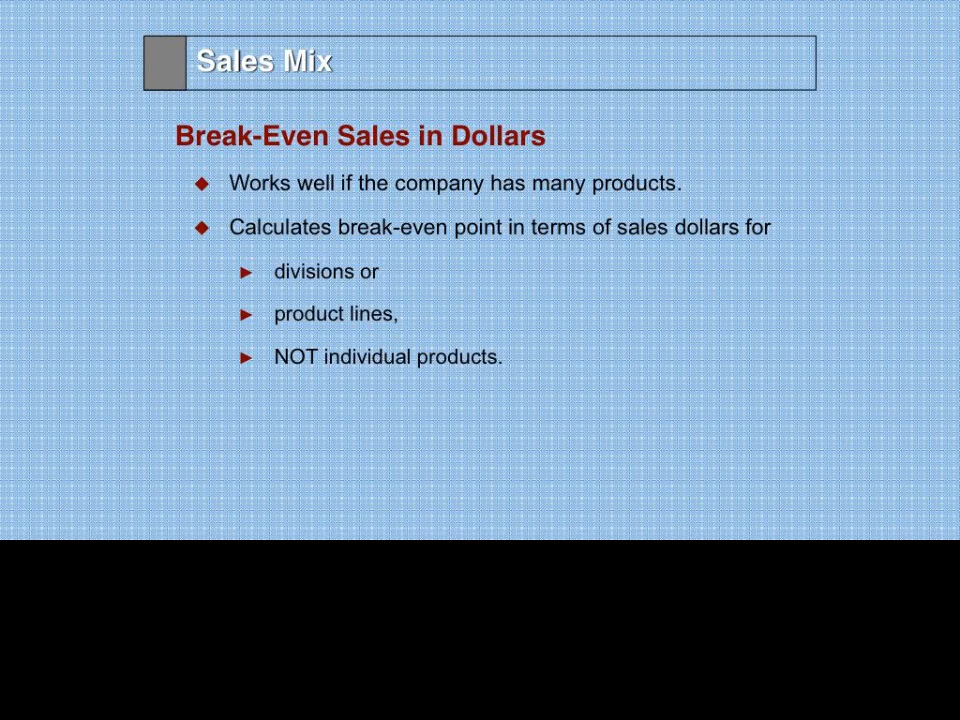 Sales Mix
Break-Even Sales in Dollars
Works well if the company has many products.
Calculates break-even point in terms of sales dollars for
divisions or
product lines,
NOT individual products.